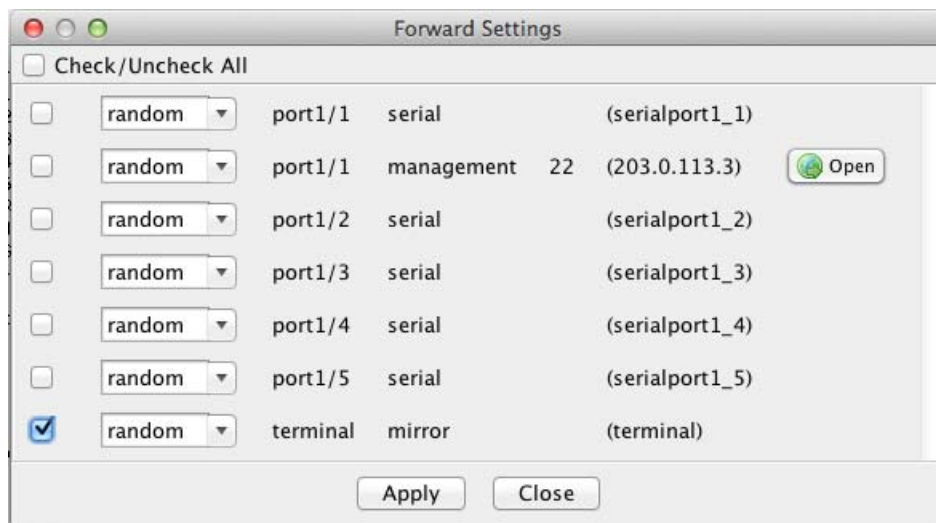 Forward Settings
Check/Uncheck All
random port1/1 serial (serialport1_1)
random port1/1 management 22 (203.0.113.3) Open
random port1/2 serial (serialport1_2)
random port1/3 serial (serialport1_3)
random port1/4 serial (serialport1_4)
random port1/5 serial (serialport1_5)
random terminal mirror (terminal)
Apply Close